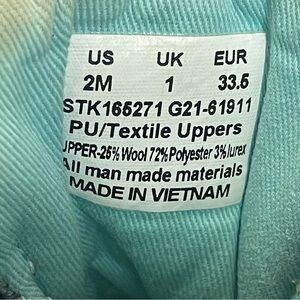 US UK EUR
2M 1 33.5
STK165271 G21-61911
PU/Textile Uppers
UPPER-25% Wool 72%Polyester 3% lurex
All man made materials
MADE IN VIETNAM